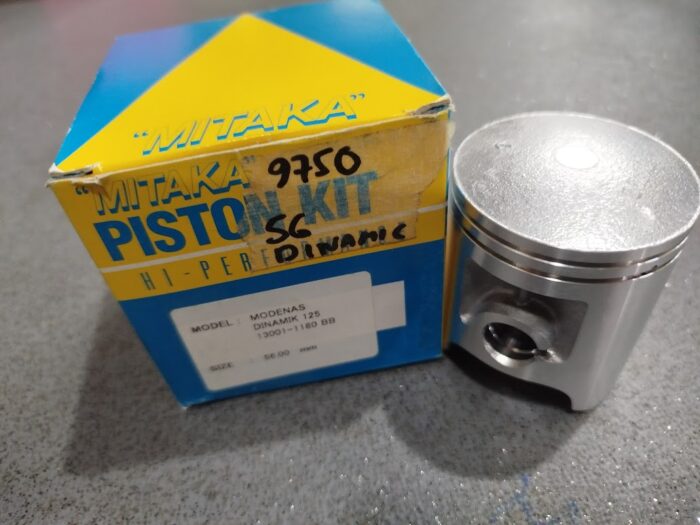 "MITAKA"
"MITAKA"
PISTON KIT
HI-PERF
9750
56
DINAMIC
MODEL : MODENAS
DINAMIK 125
13001-1180 BB
SIZE : 56.00 mm